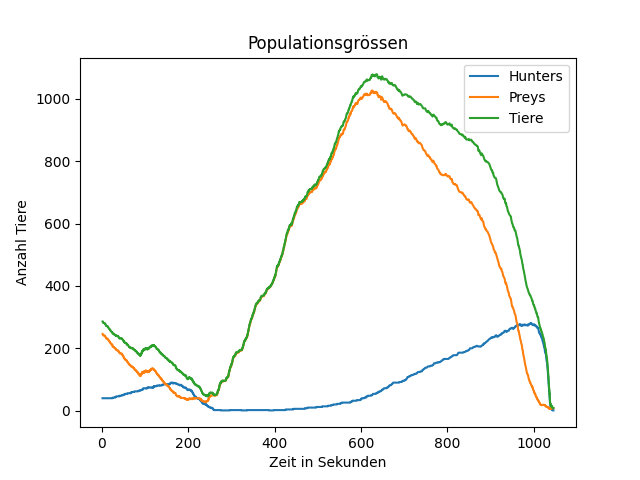 Populationsgrössen
Hunters
Preys
Tiere
Anzahl Tiere
1000
800
600
400
200
0
0 200 400 600 800 1000
Zeit in Sekunden